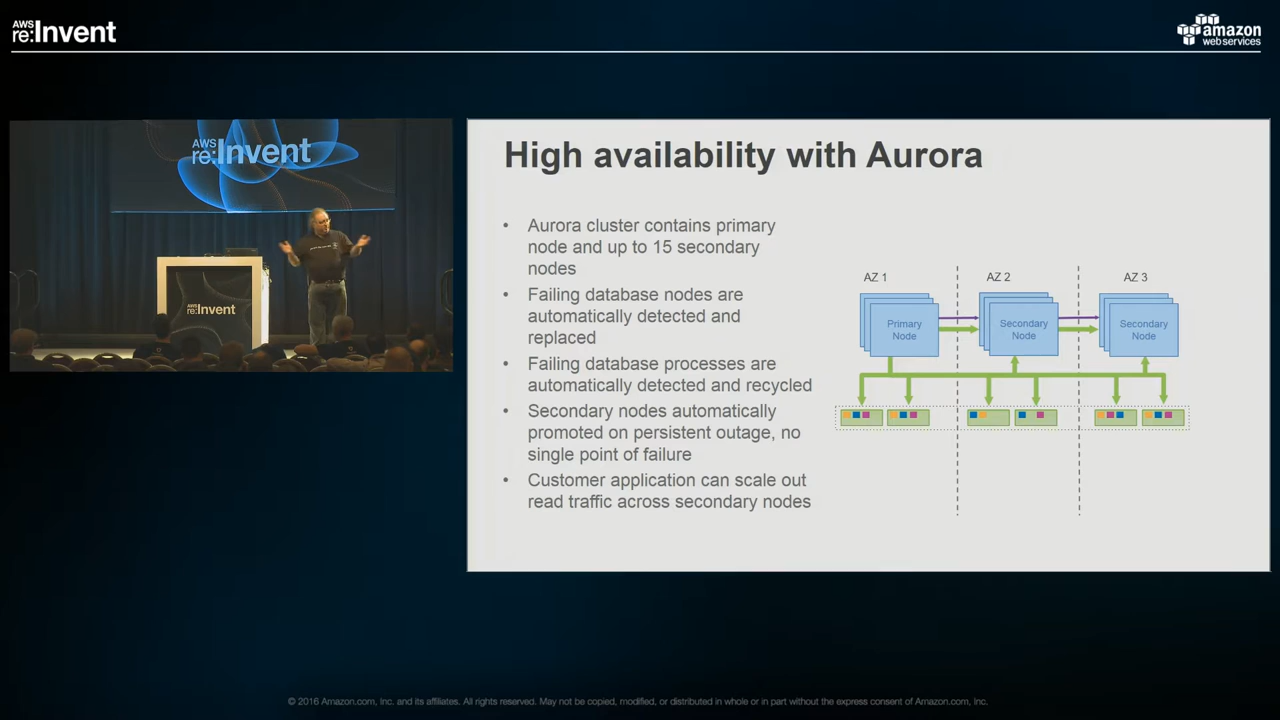 AWS
re:Invent
amazon
web services
AWS
re:Invent
re:Invent
High availability with Aurora
• Aurora cluster contains primary
node and up to 15 secondary
nodes
• Failing database nodes are
automatically detected and
replaced
• Failing database processes are
automatically detected and recycled
• Secondary nodes automatically
promoted on persistent outage, no
single point of failure
• Customer application can scale out
read traffic across secondary nodes
AZ 1
AZ 2
AZ 3
Primary
Node
Secondary
Node
Secondary
Node
© 2016 Amazon.com, Inc. and its affiliates. All rights reserved. May not be copied, modified, or distributed in whole or in part without the express consent of Amazon.com, Inc.